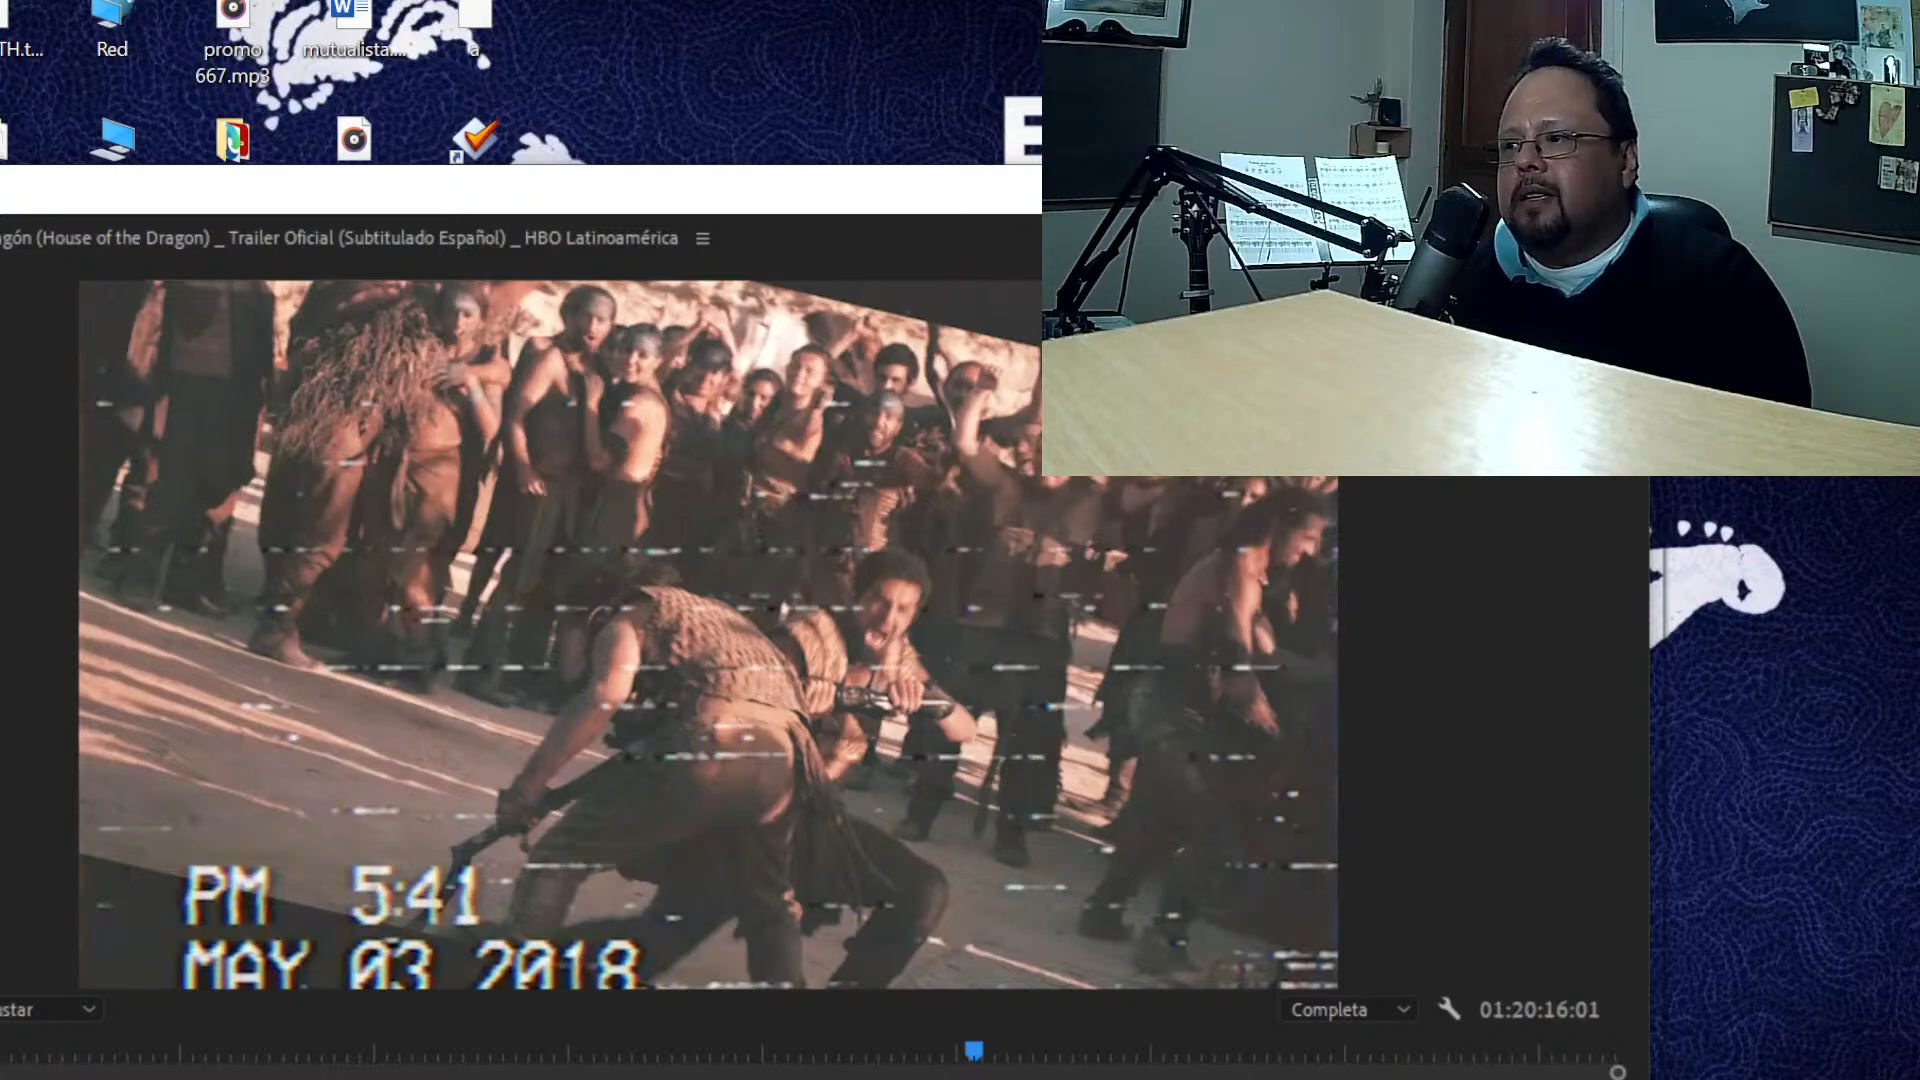 TH.t...
Red
promo
667.mp3
mutualista....
a
W
E
agón (House of the Dragon) _ Trailer Oficial (Subtitulado Español) _ HBO Latinoamérica
PM 5:41
MAY 03 2018
star
Completa
01:20:16:01